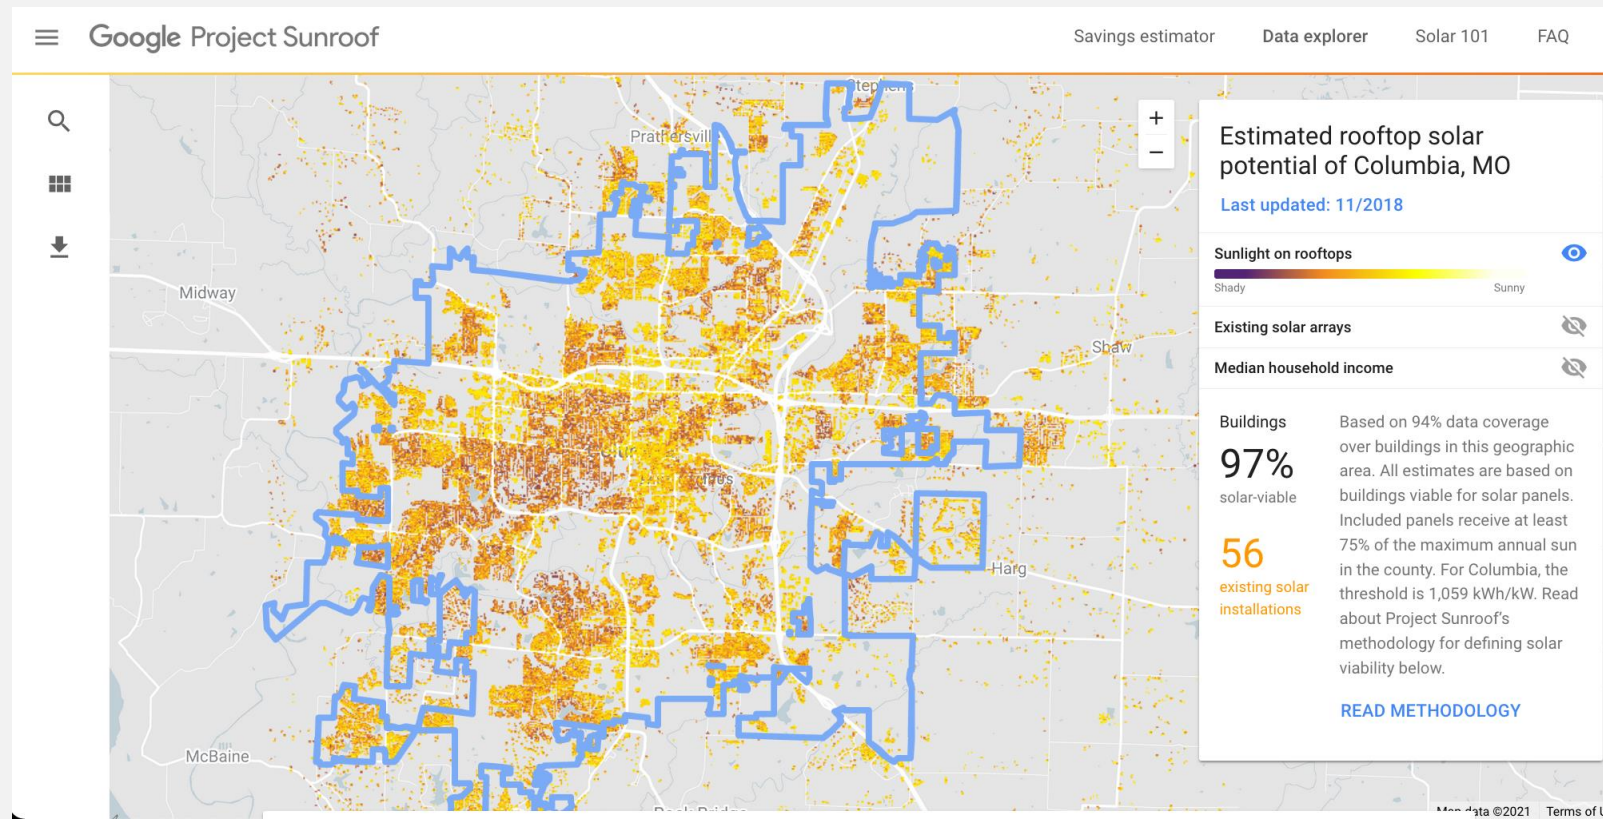 Google Project Sunroof
Savings estimator
Data explorer
Solar 101
FAQ
Prathersvill
Midway
Shaw
Harg
McBaine
+
−
Estimated rooftop solar
potential of Columbia, MO
Last updated: 11/2018
Sunlight on rooftops
Shady
Sunny
Existing solar arrays
Median household income
Buildings
97%
solar-viable
56
existing solar
installations
Based on 94% data coverage
over buildings in this geographic
area. All estimates are based on
buildings viable for solar panels.
Included panels receive at least
75% of the maximum annual sun
in the county. For Columbia, the
threshold is 1,059 kWh/kW. Read
about Project Sunroof's
methodology for defining solar
viability below.
READ METHODOLOGY
Map data ©2021
Terms of